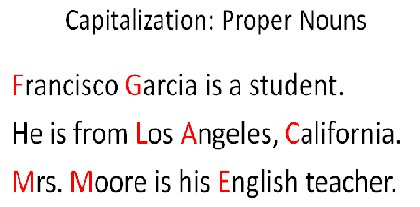 Capitalization: Proper Nouns
Francisco Garcia is a student.
He is from Los Angeles, California.
Mrs. Moore is his English teacher.